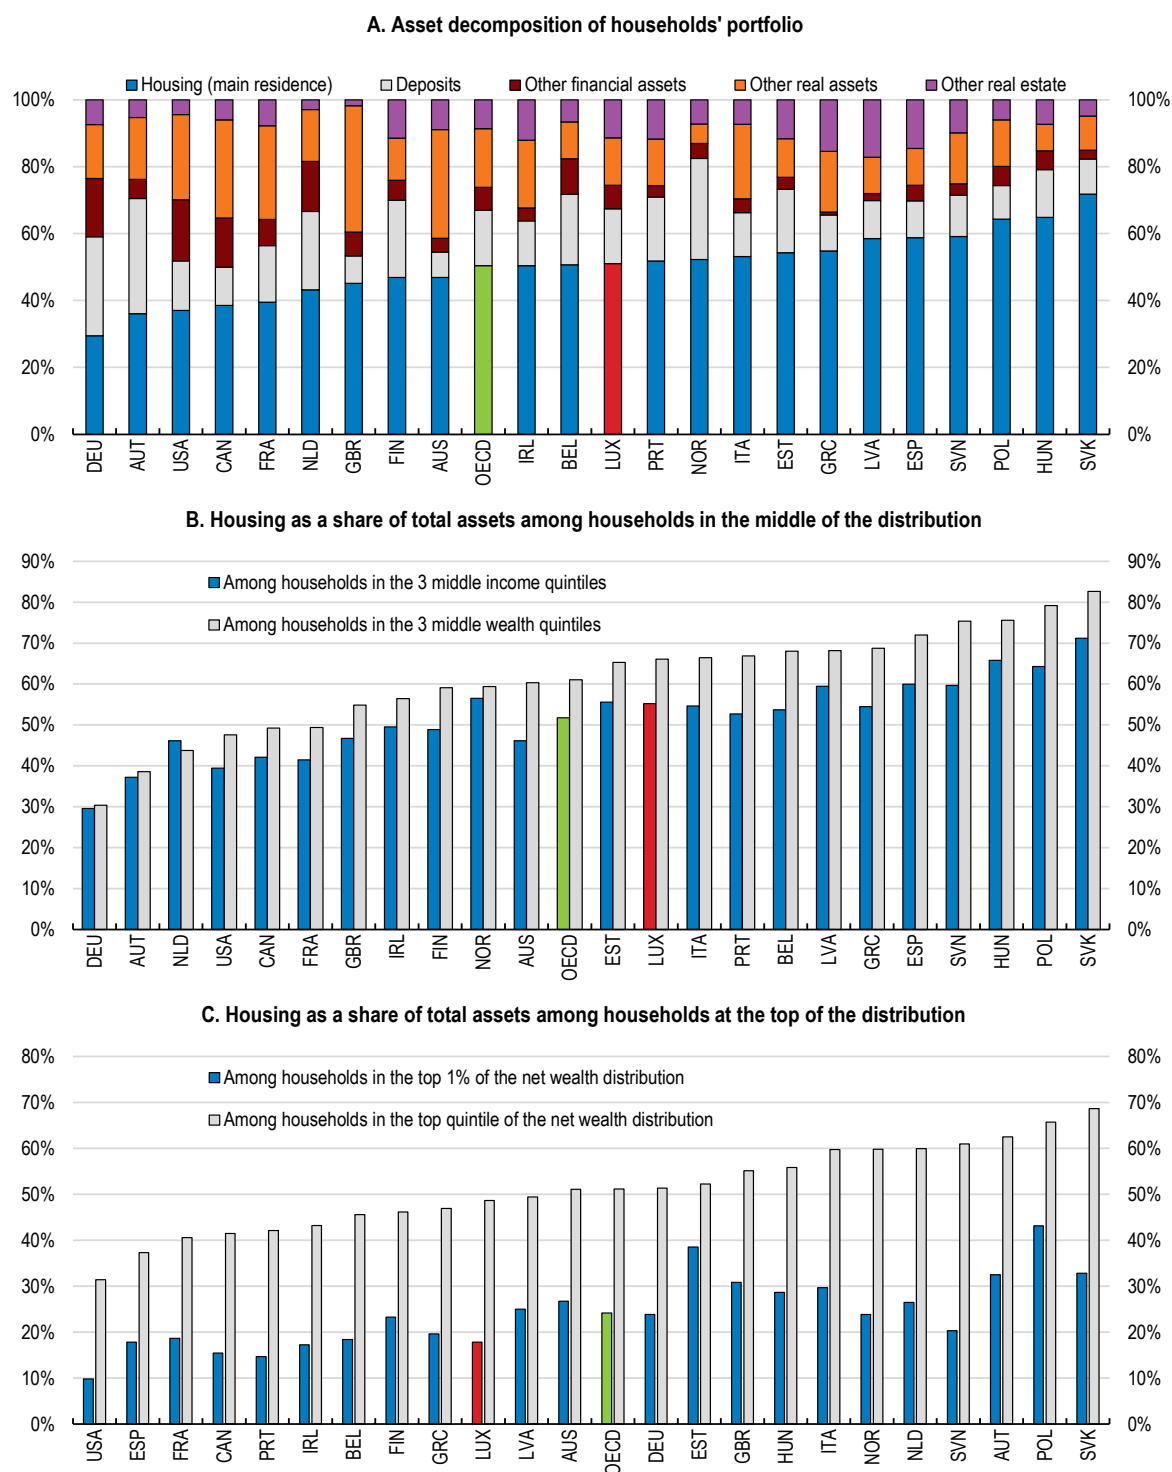 A. Asset decomposition of households' portfolio
Housing (main residence) Deposits Other financial assets Other real assets Other real estate
100% 100%
80% 80%
60% 60%
40% 40%
20% 20%
0% 0%
DEU AUT USA CAN FRA NLD GBR FIN AUS OECD IRL BEL LUX PRT NOR ITA EST GRC LVA ESP SVN POL HUN SVK
B. Housing as a share of total assets among households in the middle of the distribution
90% 90%
Among households in the 3 middle income quintiles
80% 80%
Among households in the 3 middle wealth quintiles
70% 70%
60% 60%
50% 50%
40% 40%
30% 30%
20% 20%
10% 10%
0% 0%
DEU AUT NLD USA CAN FRA GBR IRL FIN NOR AUS OECD EST LUX ITA PRT BEL LVA GRC ESP SVN HUN POL SVK
C. Housing as a share of total assets among households at the top of the distribution
80% 80%
Among households in the top 1% of the net wealth distribution
70% 70%
Among households in the top quintile of the net wealth distribution
60% 60%
50% 50%
40% 40%
30% 30%
20% 20%
10% 10%
0% 0%
USA ESP FRA CAN PRT IRL BEL FIN GRC LUX LVA AUS OECD DEU EST GBR HUN ITA NOR NLD SVN AUT POL SVK